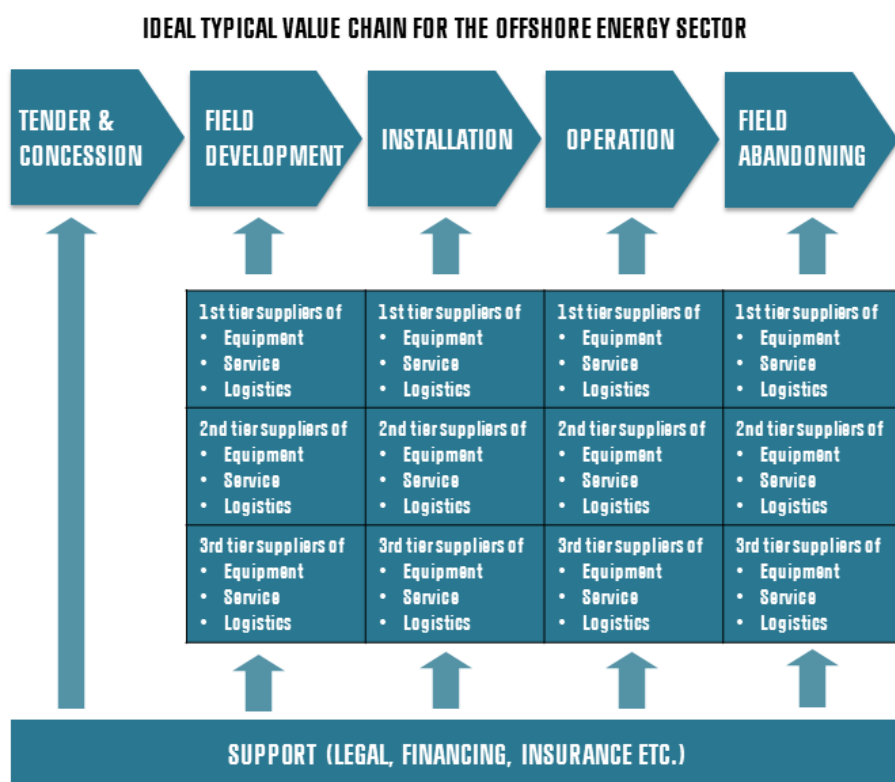 IDEAL TYPICAL VALUE CHAIN FOR THE OFFSHORE ENERGY SECTOR
TENDER &
CONCESSION
FIELD
DEVELOPMENT
INSTALLATION
OPERATION
FIELD
ABANDONING
1st tier suppliers of
• Equipment
• Service
• Logistics
2nd tier suppliers of
• Equipment
• Service
• Logistics
3rd tier suppliers of
• Equipment
• Service
• Logistics
1st tier suppliers of
• Equipment
• Service
• Logistics
2nd tier suppliers of
• Equipment
• Service
• Logistics
3rd tier suppliers of
• Equipment
• Service
• Logistics
1st tier suppliers of
• Equipment
• Service
• Logistics
2nd tier suppliers of
• Equipment
• Service
• Logistics
3rd tier suppliers of
• Equipment
• Service
• Logistics
1st tier suppliers of
• Equipment
• Service
• Logistics
2nd tier suppliers of
• Equipment
• Service
• Logistics
3rd tier suppliers of
• Equipment
• Service
• Logistics
SUPPORT (LEGAL, FINANCING, INSURANCE ETC.)